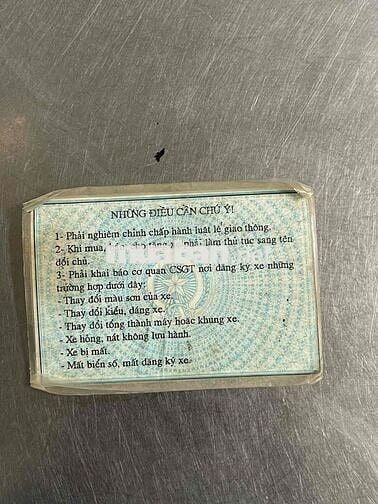 NHỮNG ĐIỀU CẦN CHÚ Ý!
1- Phải nghiêm chỉnh chấp hành luật lệ giao thông.
2- Khi mua, phải làm thủ tục sang tên
đổi chủ.
3- Phải khai báo cơ quan CSGT nơi đăng ký xe những
trường hợp dưới đây:
- Thay đổi màu sơn của xe.
- Thay đổi kiểu, dáng xe.
- Thay đổi tổng thành máy hoặc khung xe.
- Xe hỏng, nát không lưu hành.
- Xe bị mất.
- Mất biển số, mất đăng ký xe.